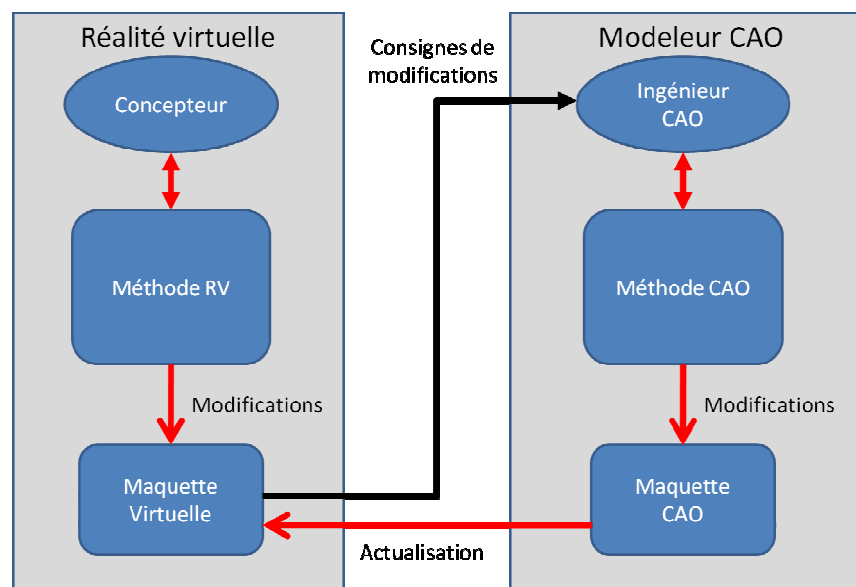 Réalité virtuelle
Concepteur
Méthode RV
Modifications
Maquette
Virtuelle
Consignes de
modifications
Actualisation
Modeleur CAO
Ingénieur
CAO
Méthode CAO
Modifications
Maquette
CAO